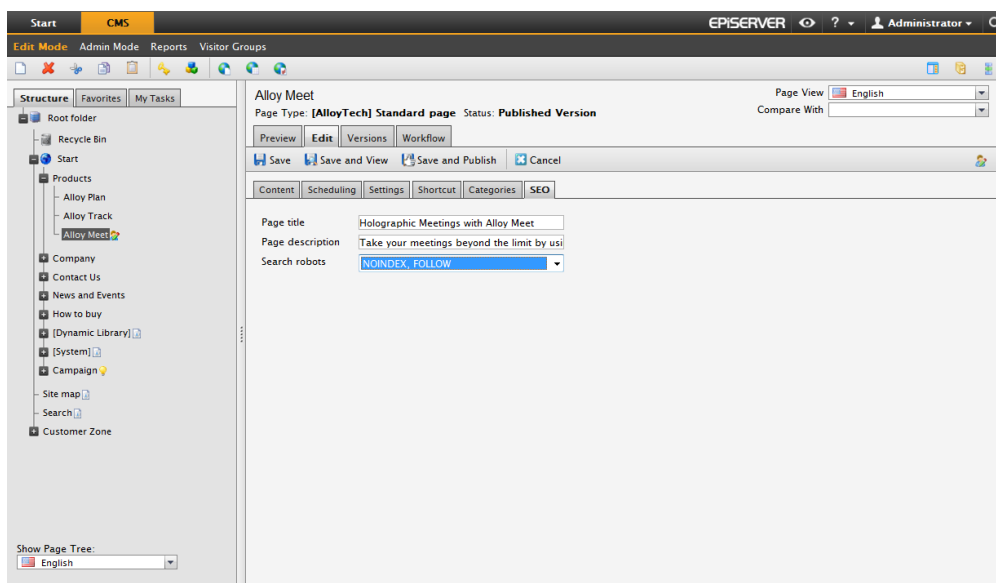 Start CMS EPiSERVER ? Administrator
Edit Mode Admin Mode Reports Visitor Groups
Structure Favorites My Tasks
Root folder
Recycle Bin
Start
Products
Alloy Plan
Alloy Track
Alloy Meet
Company
Contact Us
News and Events
How to buy
[Dynamic Library]
[System]
Campaign
Site map
Search
Customer Zone
Show Page Tree:
English
Alloy Meet
Page Type: [AlloyTech] Standard page Status: Published Version
Page View English
Compare With
Preview Edit Versions Workflow
Save Save and View Save and Publish Cancel
Content Scheduling Settings Shortcut Categories SEO
Page title Holographic Meetings with Alloy Meet
Page description Take your meetings beyond the limit by usi
Search robots NOINDEX, FOLLOW